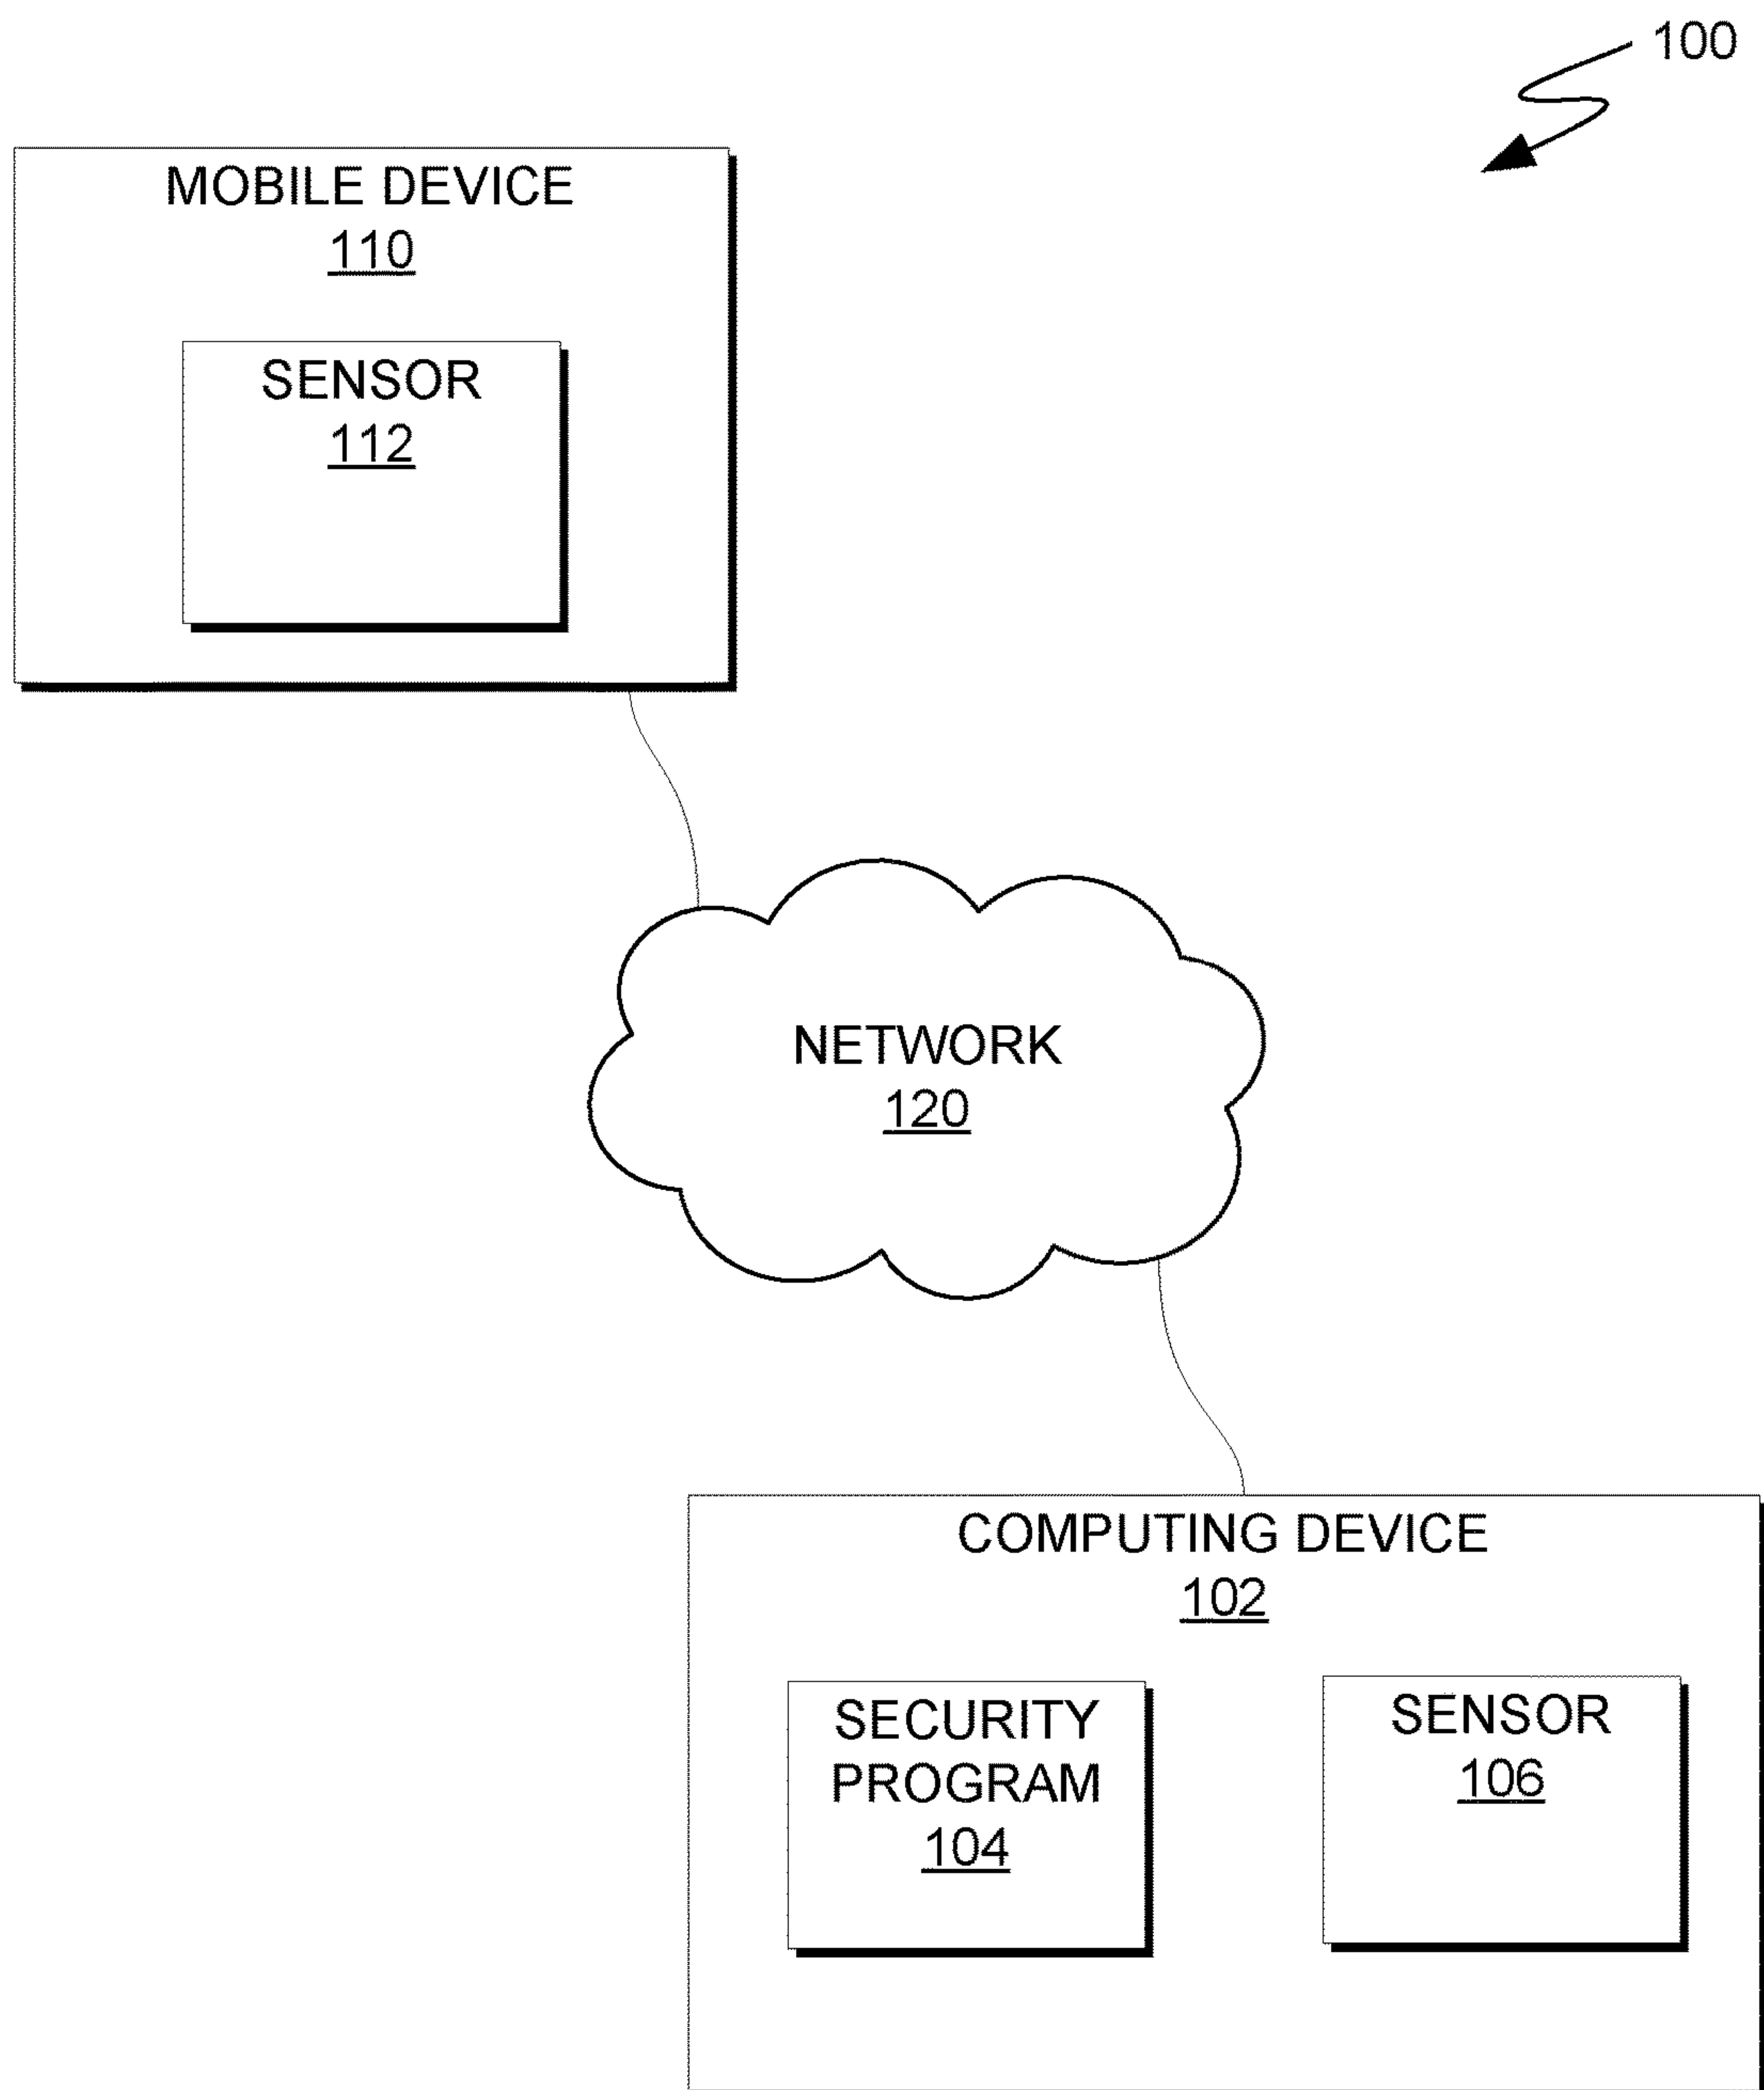 100
MOBILE DEVICE
110
SENSOR
112
NETWORK
120
COMPUTING DEVICE
102
SECURITY
PROGRAM
104
SENSOR
106